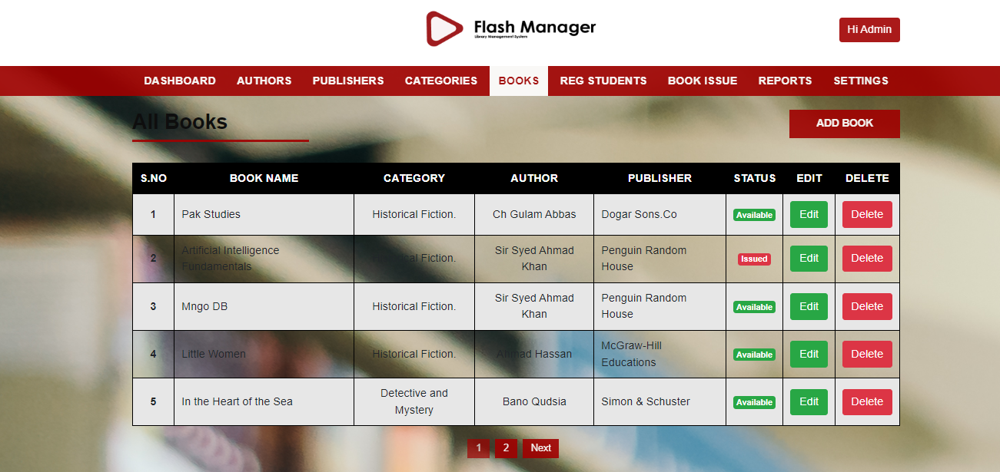 Flash Manager
Library Management System
Hi Admin
DASHBOARD AUTHORS PUBLISHERS CATEGORIES BOOKS REG STUDENTS BOOK ISSUE REPORTS SETTINGS
All Books
ADD BOOK
S.NO BOOK NAME CATEGORY AUTHOR PUBLISHER STATUS EDIT DELETE
1 Pak Studies Historical Fiction. Ch Gulam Abbas Dogar Sons.Co Available Edit Delete
Artificial Intelligence Sir Syed Ahmad Penguin Random
2 Historical Fiction. Issued Edit Delete
Fundamentals Khan House
Sir Syed Ahmad Penguin Random
3 Mngo DB Historical Fiction. Available Edit Delete
Khan House
McGraw-Hill
4 Little Women Historical Fiction. Ahmad Hassan Available Edit Delete
Educations
Detective and
5 In the Heart of the Sea Bano Qudsia Simon & Schuster Available Edit Delete
Mystery
1 2 Next